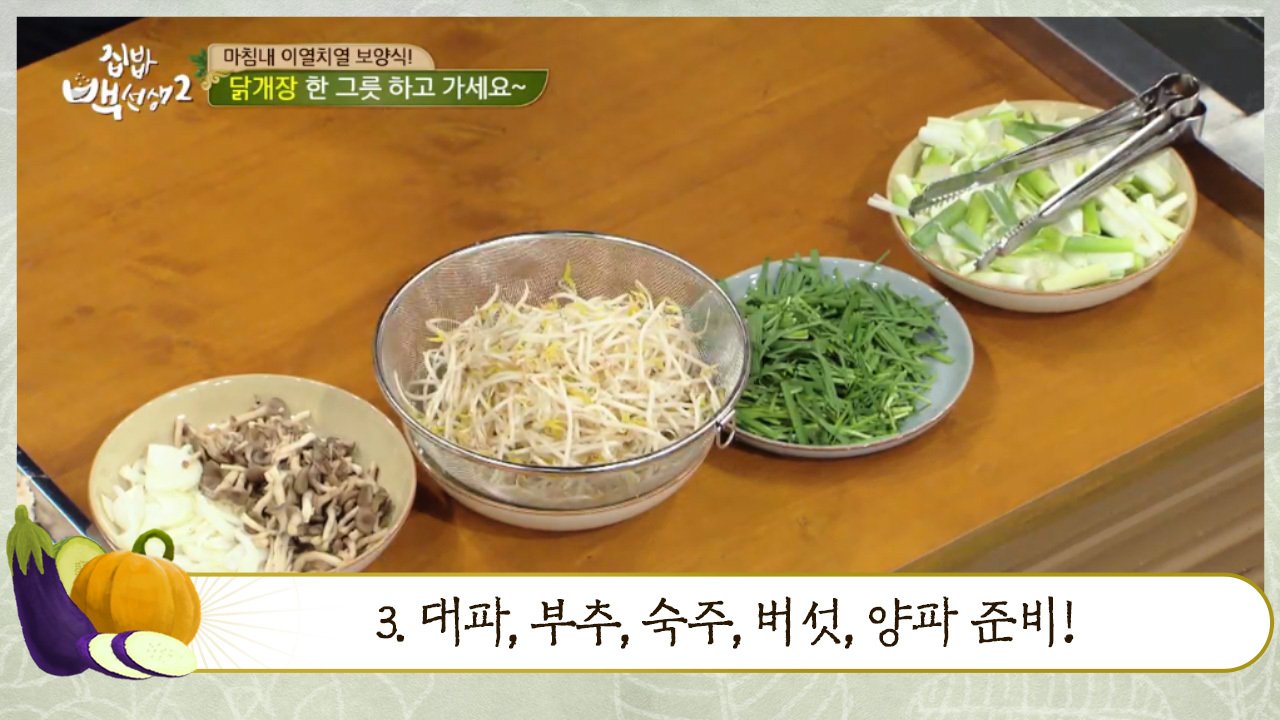 집밥
백선생2
마침내 이열치열 보양식!
닭개장 한 그릇 하고 가세요~
3. 대파, 부추, 숙주, 버섯, 양파 준비!